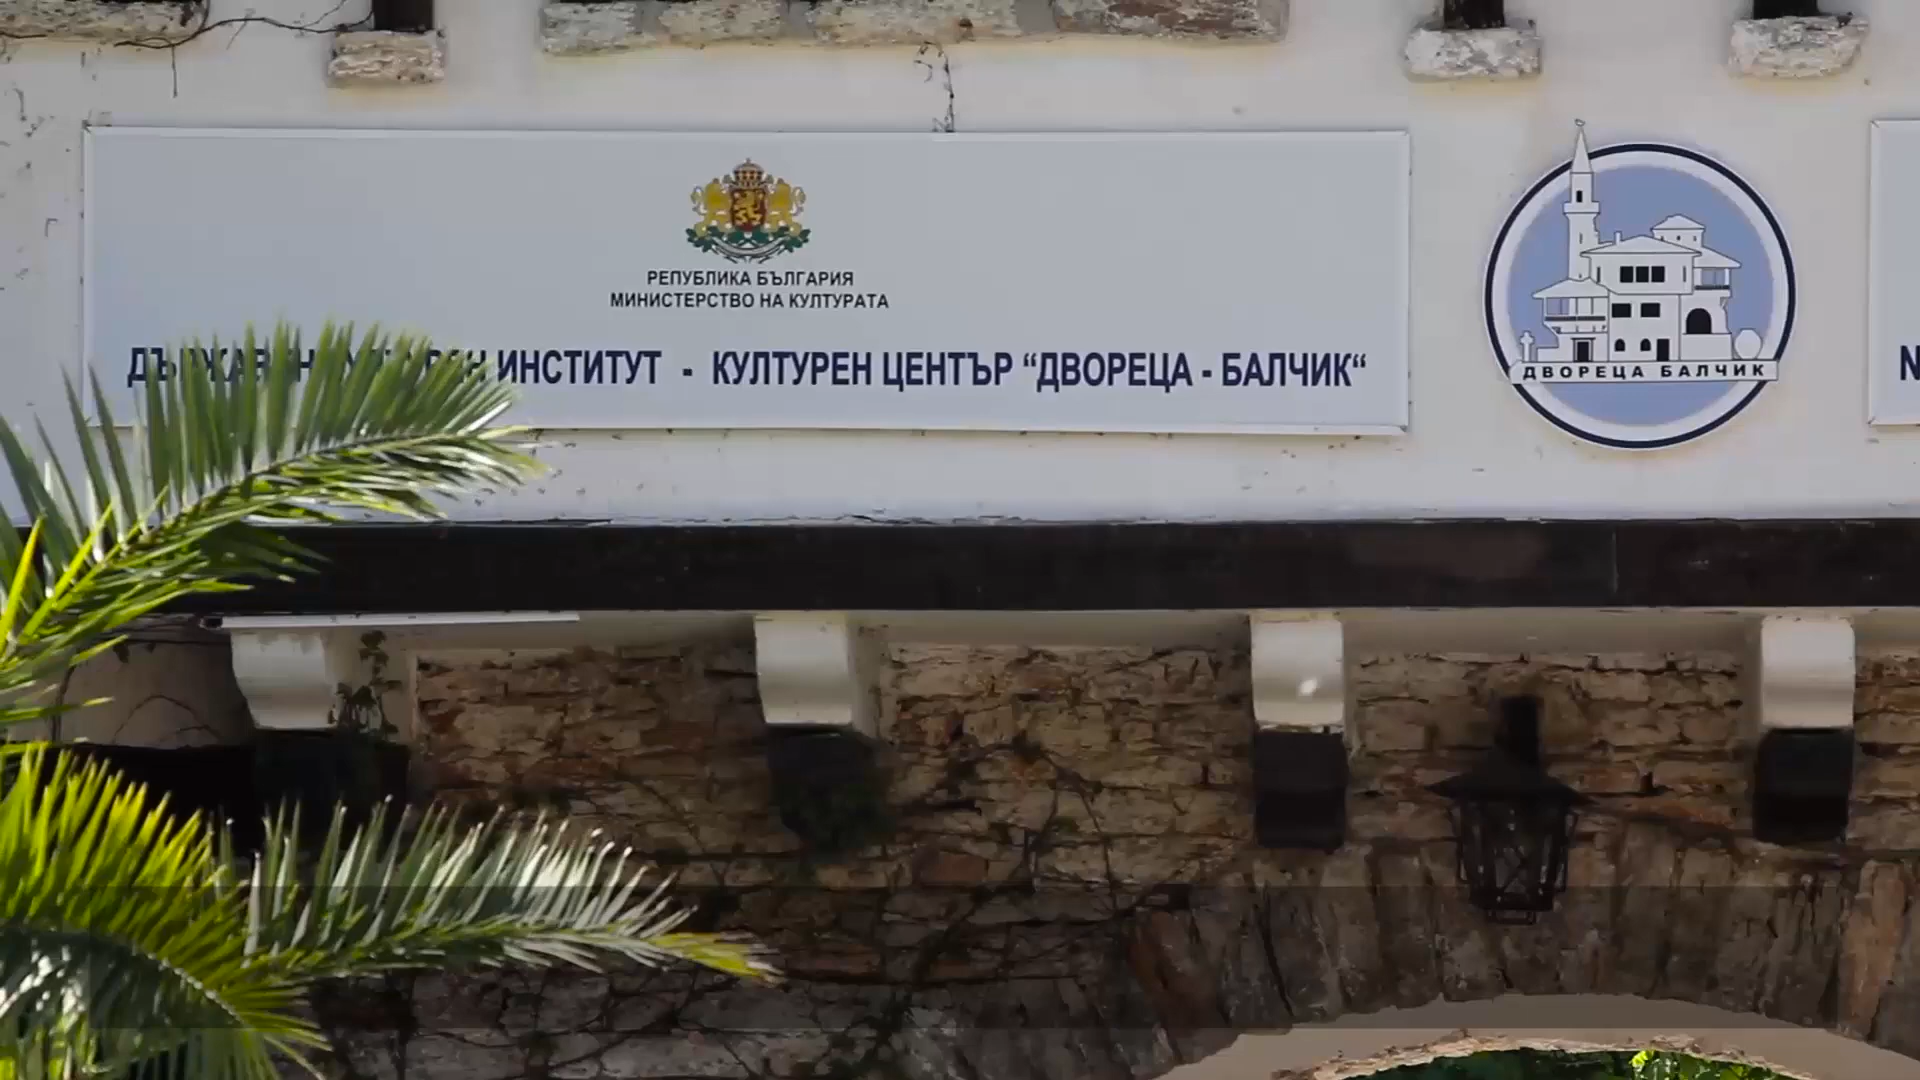 РЕПУБЛИКА БЪЛГАРИЯ
МИНИСТЕРСТВО НА КУЛТУРАТА
ИНСТИТУТ - КУЛТУРЕН ЦЕНТЪР “ДВОРЕЦА - БАЛЧИК“
ДВОРЕЦА БАЛЧИК